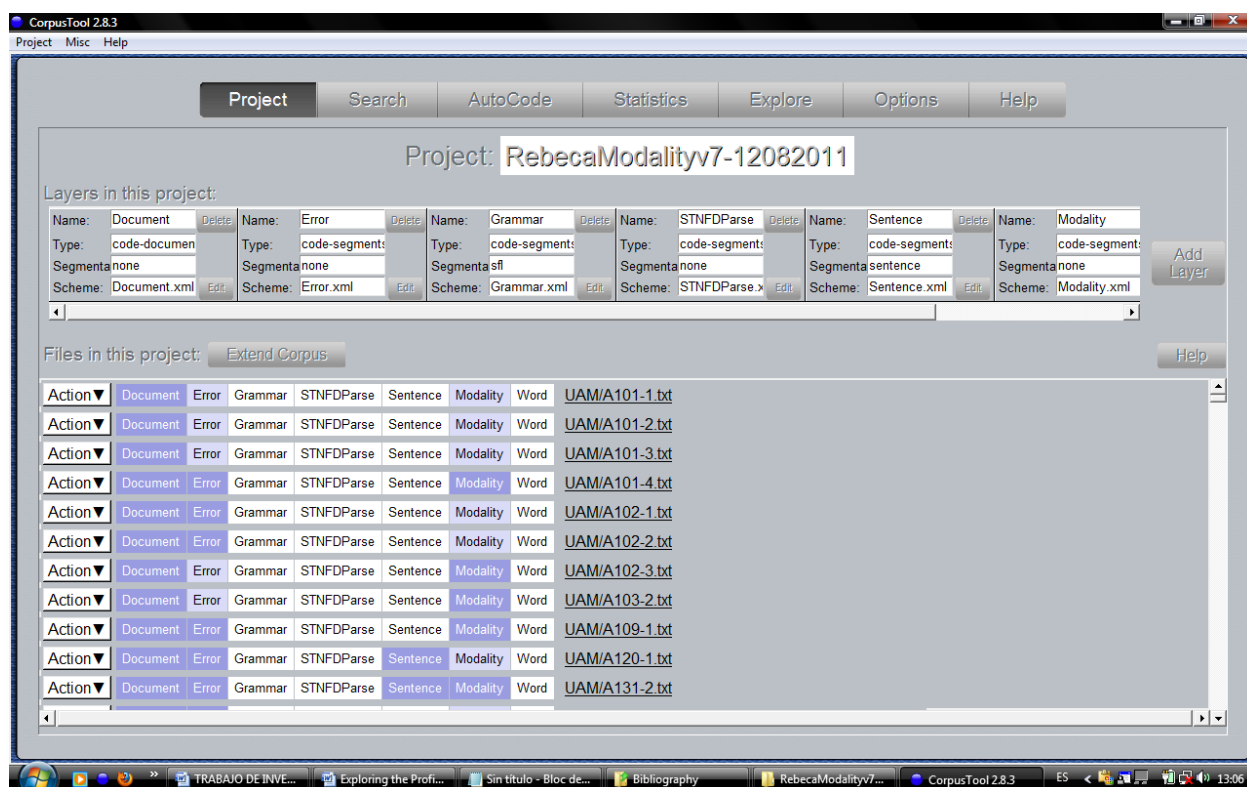 CorpusTool 2.8.3
Project Misc Help
Project Search AutoCode Statistics Explore Options Help
Project: RebecaModalityv7-12082011
Layers in this project:
Name: Document Delete Name: Error Delete Name: Grammar Delete Name: STNFDParse Delete Name: Sentence Delete Name: Modality
Type: code-documen Type: code-segments Type: code-segments Type: code-segments Type: code-segments Type: code-segment
Segmenta none Segmenta none Segmenta sfl Segmenta none Segmenta sentence Segmenta none
Scheme: Document.xml Edit Scheme: Error.xml Edit Scheme: Grammar.xml Edit Scheme: STNFDParse.x Edit Scheme: Sentence.xml Edit Scheme: Modality.xml
Add
Layer
Files in this project: Extend Corpus Help
Action▼ Document Error Grammar STNFDParse Sentence Modality Word UAM/A101-1.txt
Action▼ Document Error Grammar STNFDParse Sentence Modality Word UAM/A101-2.txt
Action▼ Document Error Grammar STNFDParse Sentence Modality Word UAM/A101-3.txt
Action▼ Document Error Grammar STNFDParse Sentence Modality Word UAM/A101-4.txt
Action▼ Document Error Grammar STNFDParse Sentence Modality Word UAM/A102-1.txt
Action▼ Document Error Grammar STNFDParse Sentence Modality Word UAM/A102-2.txt
Action▼ Document Error Grammar STNFDParse Sentence Modality Word UAM/A102-3.txt
Action▼ Document Error Grammar STNFDParse Sentence Modality Word UAM/A103-2.txt
Action▼ Document Error Grammar STNFDParse Sentence Modality Word UAM/A109-1.txt
Action▼ Document Error Grammar STNFDParse Sentence Modality Word UAM/A120-1.txt
Action▼ Document Error Grammar STNFDParse Sentence Modality Word UAM/A131-2.txt
TRABAJO DE INVE... Exploring the Profi... Sin título - Bloc de... Bibliography RebecaModalityv7... CorpusTool 2.8.3 ES 13:06